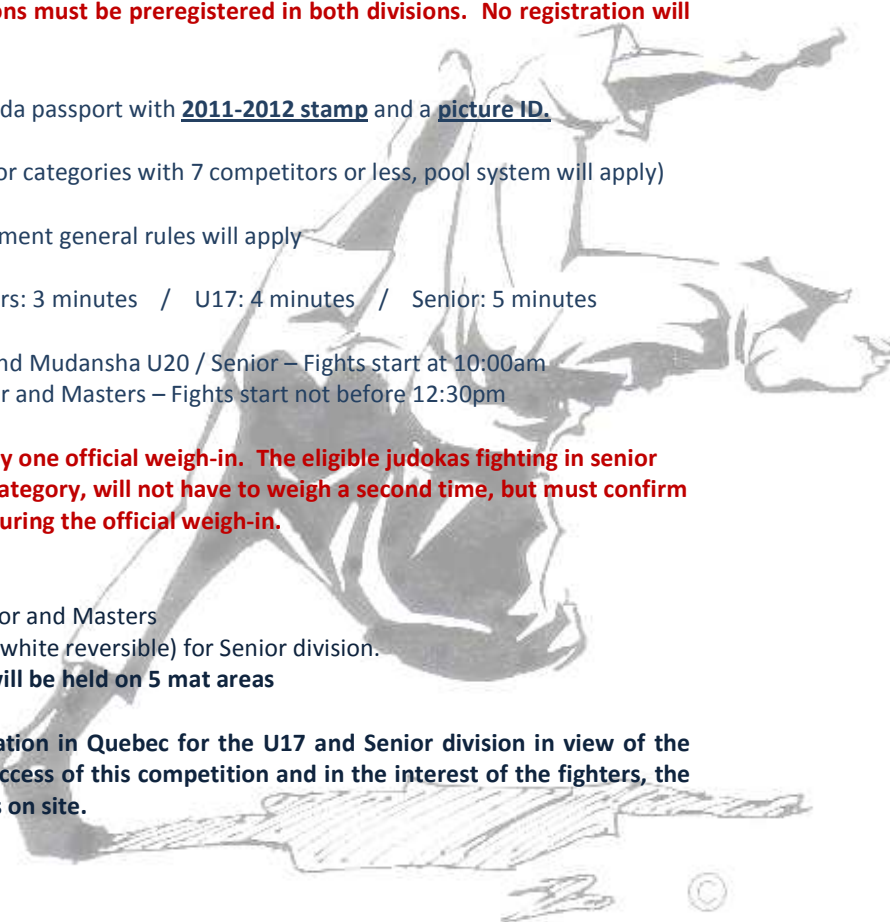 ons must be preregistered in both divisions. No registration will
da passport with 2011-2012 stamp and a picture ID.
or categories with 7 competitors or less, pool system will apply)
ment general rules will apply
rs: 3 minutes / U17: 4 minutes / Senior: 5 minutes
nd Mudansha U20 / Senior – Fights start at 10:00am
r and Masters – Fights start not before 12:30pm
y one official weigh-in. The eligible judokas fighting in senior
ategory, will not have to weigh a second time, but must confirm
uring the official weigh-in.
or and Masters
white reversible) for Senior division.
will be held on 5 mat areas
ation in Quebec for the U17 and Senior division in view of the
ccess of this competition and in the interest of the fighters, the
s on site.
©